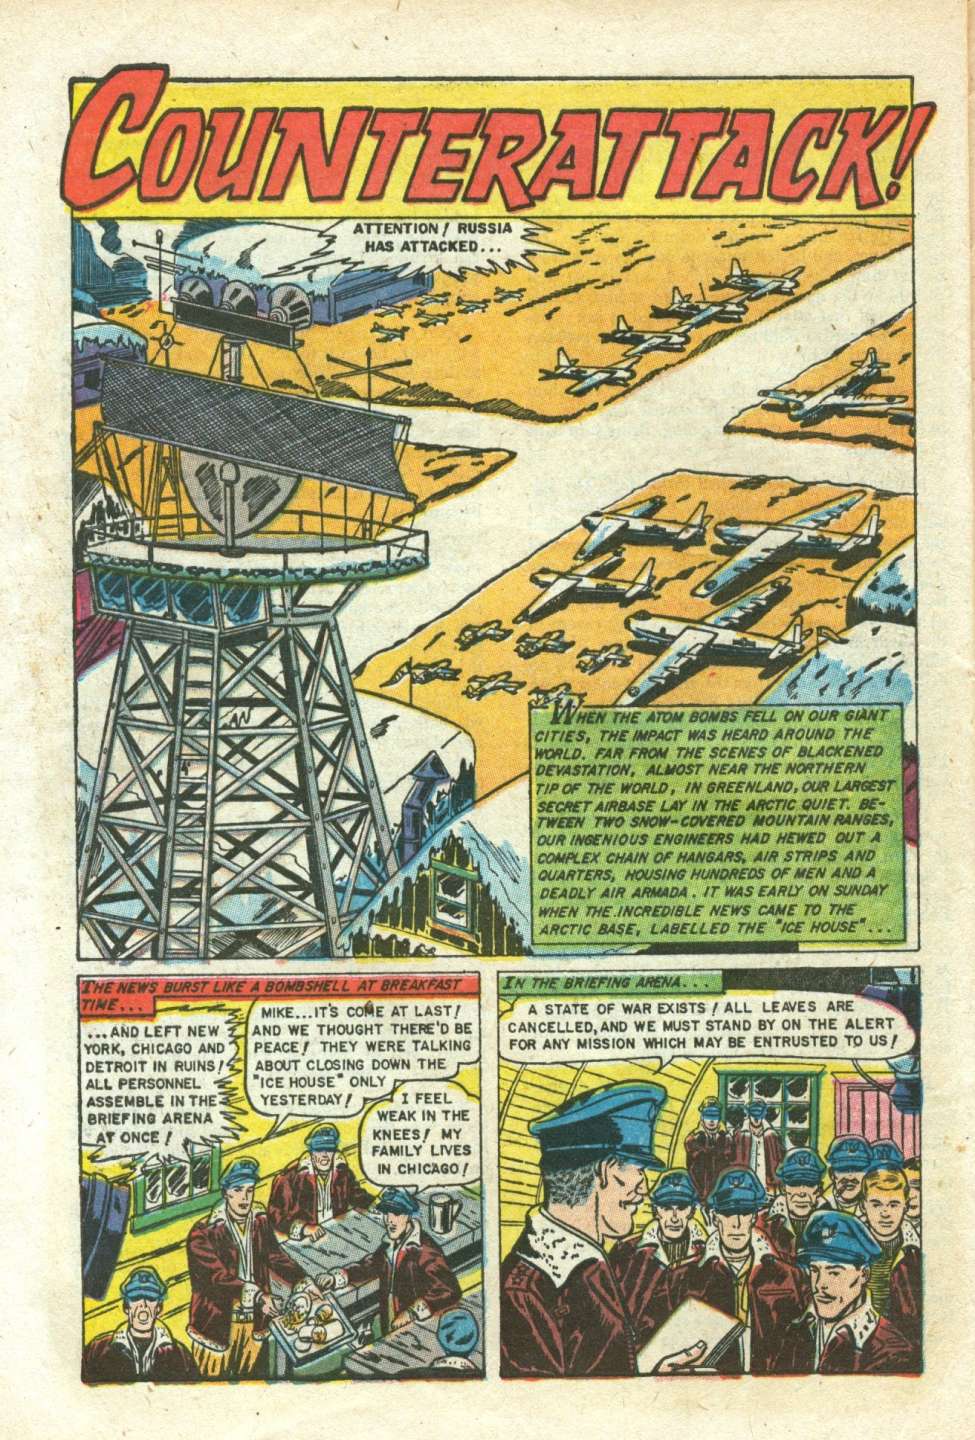 COUNTERATTACK!
ATTENTION! RUSSIA
HAS ATTACKED...
WHEN THE ATOM BOMBS FELL ON OUR GIANT
CITIES, THE IMPACT WAS HEARD AROUND THE
WORLD. FAR FROM THE SCENES OF BLACKENED
DEVASTATION, ALMOST NEAR THE NORTHERN
TIP OF THE WORLD, IN GREENLAND, OUR LARGEST
SECRET AIRBASE LAY IN THE ARCTIC QUIET. BE-
TWEEN TWO SNOW-COVERED MOUNTAIN RANGES,
OUR INGENIOUS ENGINEERS HAD HEWED OUT A
COMPLEX CHAIN OF HANGARS, AIR STRIPS AND
QUARTERS, HOUSING HUNDREDS OF MEN AND A
DEADLY AIR ARMADA. IT WAS EARLY ON SUNDAY
WHEN THE INCREDIBLE NEWS CAME TO THE
ARCTIC BASE, LABELLED THE "ICE HOUSE"...
THE NEWS BURST LIKE A BOMBSHELL AT BREAKFAST
TIME...
...AND LEFT NEW
YORK, CHICAGO AND
DETROIT IN RUINS!
ALL PERSONNEL
ASSEMBLE IN THE
BRIEFING ARENA
AT ONCE!
MIKE...IT'S COME AT LAST!
AND WE THOUGHT THERE'D BE
PEACE! THEY WERE TALKING
ABOUT CLOSING DOWN THE
"ICE HOUSE" ONLY
YESTERDAY!
I FEEL
WEAK IN THE
KNEES! MY
FAMILY LIVES
IN CHICAGO!
IN THE BRIEFING ARENA...
A STATE OF WAR EXISTS! ALL LEAVES ARE
CANCELLED, AND WE MUST STAND BY ON THE ALERT
FOR ANY MISSION WHICH MAY BE ENTRUSTED TO US!